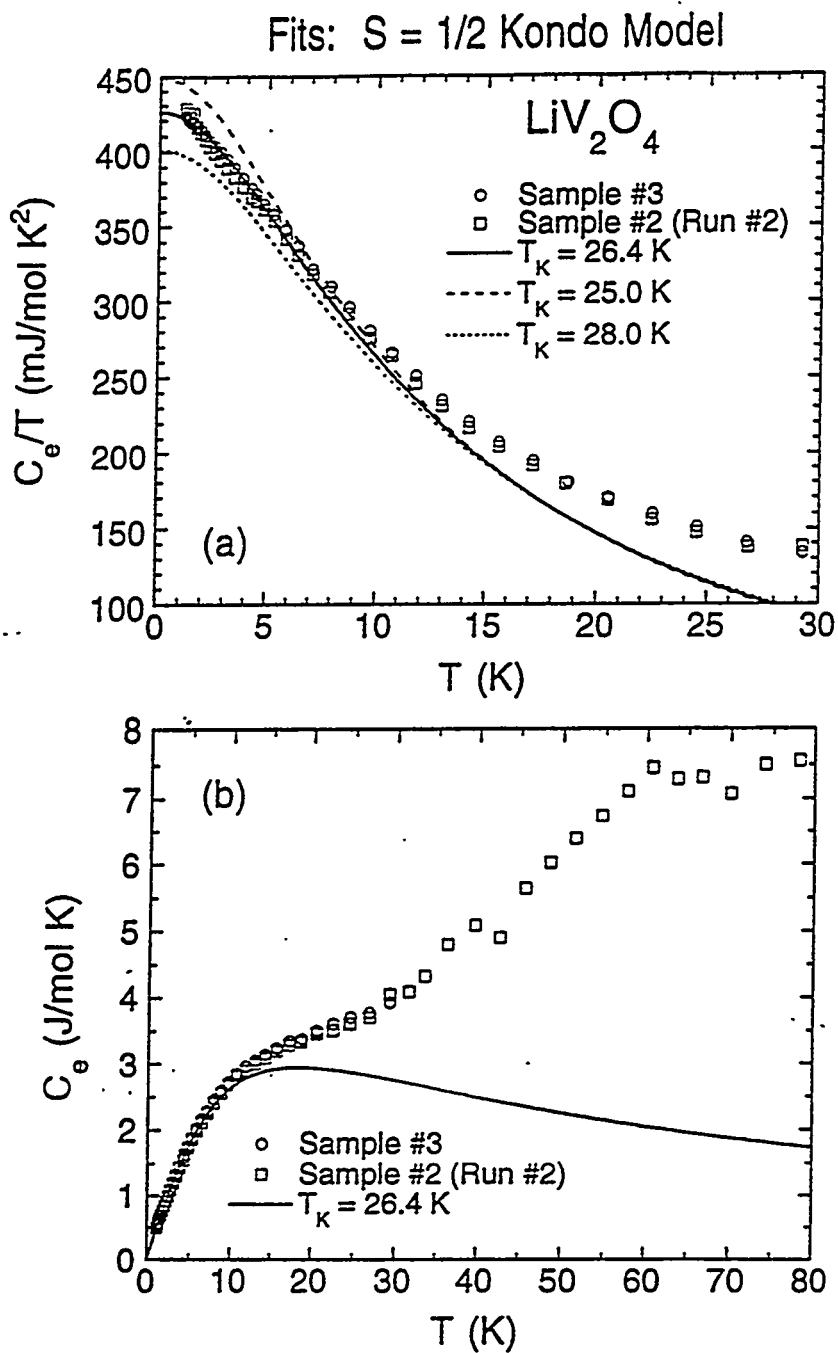 Fits: S = 1/2 Kondo Model
LiV₂O₄
Sample #3
Sample #2 (Run #2)
T_K = 26.4 K
T_K = 25.0 K
T_K = 28.0 K
(a)
C_e/T (mJ/mol K²)
450
400
350
300
250
200
150
100
0 5 10 15 20 25 30
T (K)
(b)
C_e (J/mol K)
8
7
6
5
4
3
2
1
0
Sample #3
Sample #2 (Run #2)
T_K = 26.4 K
0 10 20 30 40 50 60 70 80
T (K)